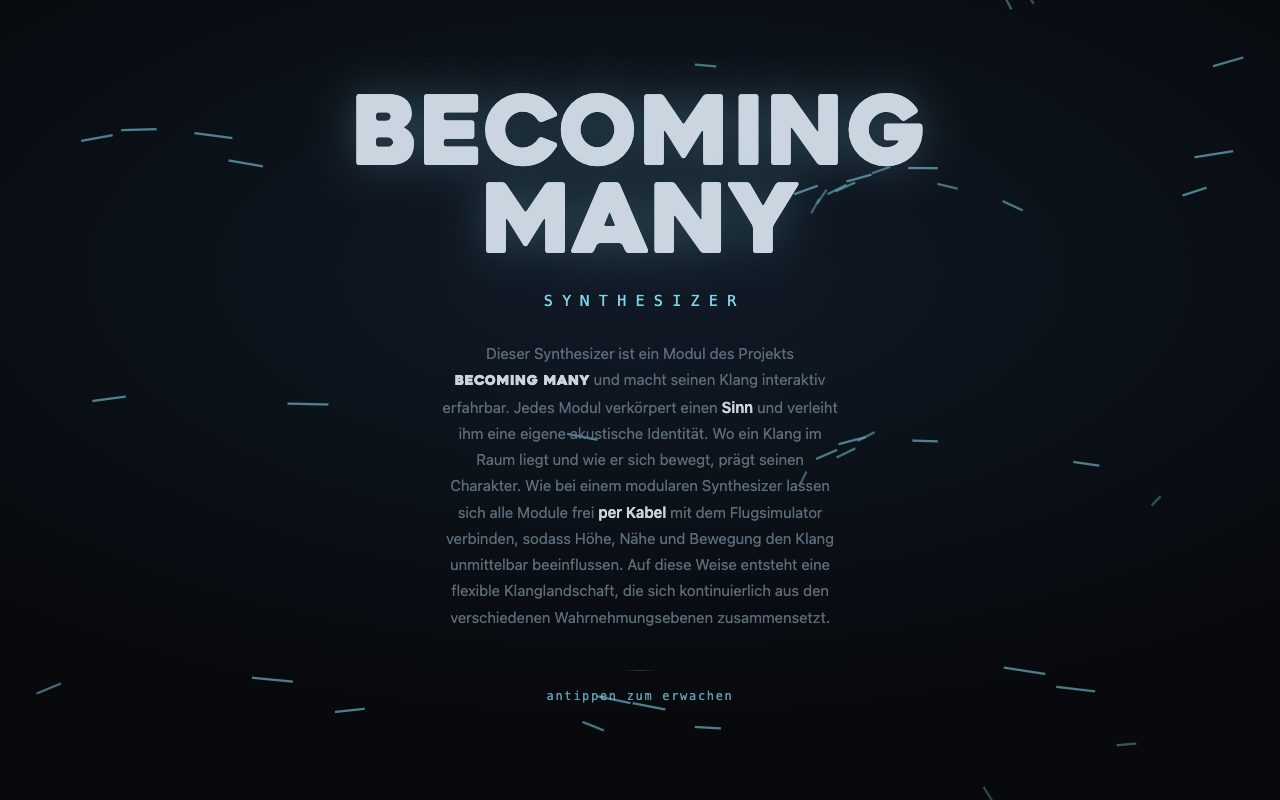 BECOMING
MANY
SYNTHESIZER
Dieser Synthesizer ist ein Modul des Projekts
BECOMING MANY und macht seinen Klang interaktiv
erfahrbar. Jedes Modul verkörpert einen Sinn und verleiht
ihm eine eigene akustische Identität. Wo ein Klang im
Raum liegt und wie er sich bewegt, prägt seinen
Charakter. Wie bei einem modularen Synthesizer lassen
sich alle Module frei per Kabel mit dem Flugsimulator
verbinden, sodass Höhe, Nähe und Bewegung den Klang
unmittelbar beeinflussen. Auf diese Weise entsteht eine
flexible Klanglandschaft, die sich kontinuierlich aus den
verschiedenen Wahrnehmungsebenen zusammensetzt.
antippen zum erwachen